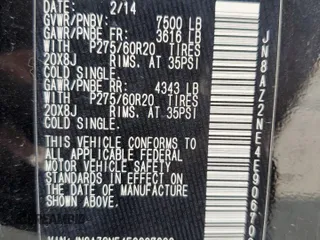 DATE: 2/14
GVWR/PNBV: 7500 LB
GAWR/PNBE FR: 3616 LB
WITH P275/60R20 TIRES
20X8J RIMS. AT 35PSI
COLD SINGLE.
GAWR/PNBE RR: 4343 LB
WITH P275/60R20 TIRES
20X8J RIMS. AT 35PSI
COLD SINGLE.
THIS VEHICLE CONFORMS
TO ALL APPLICABLE FEDERAL
MOTOR VEHICLE SAFETY
STANDARDS IN EFFECT
ON THE DATE OF MANUFACTURE
SHOWN ABOVE.